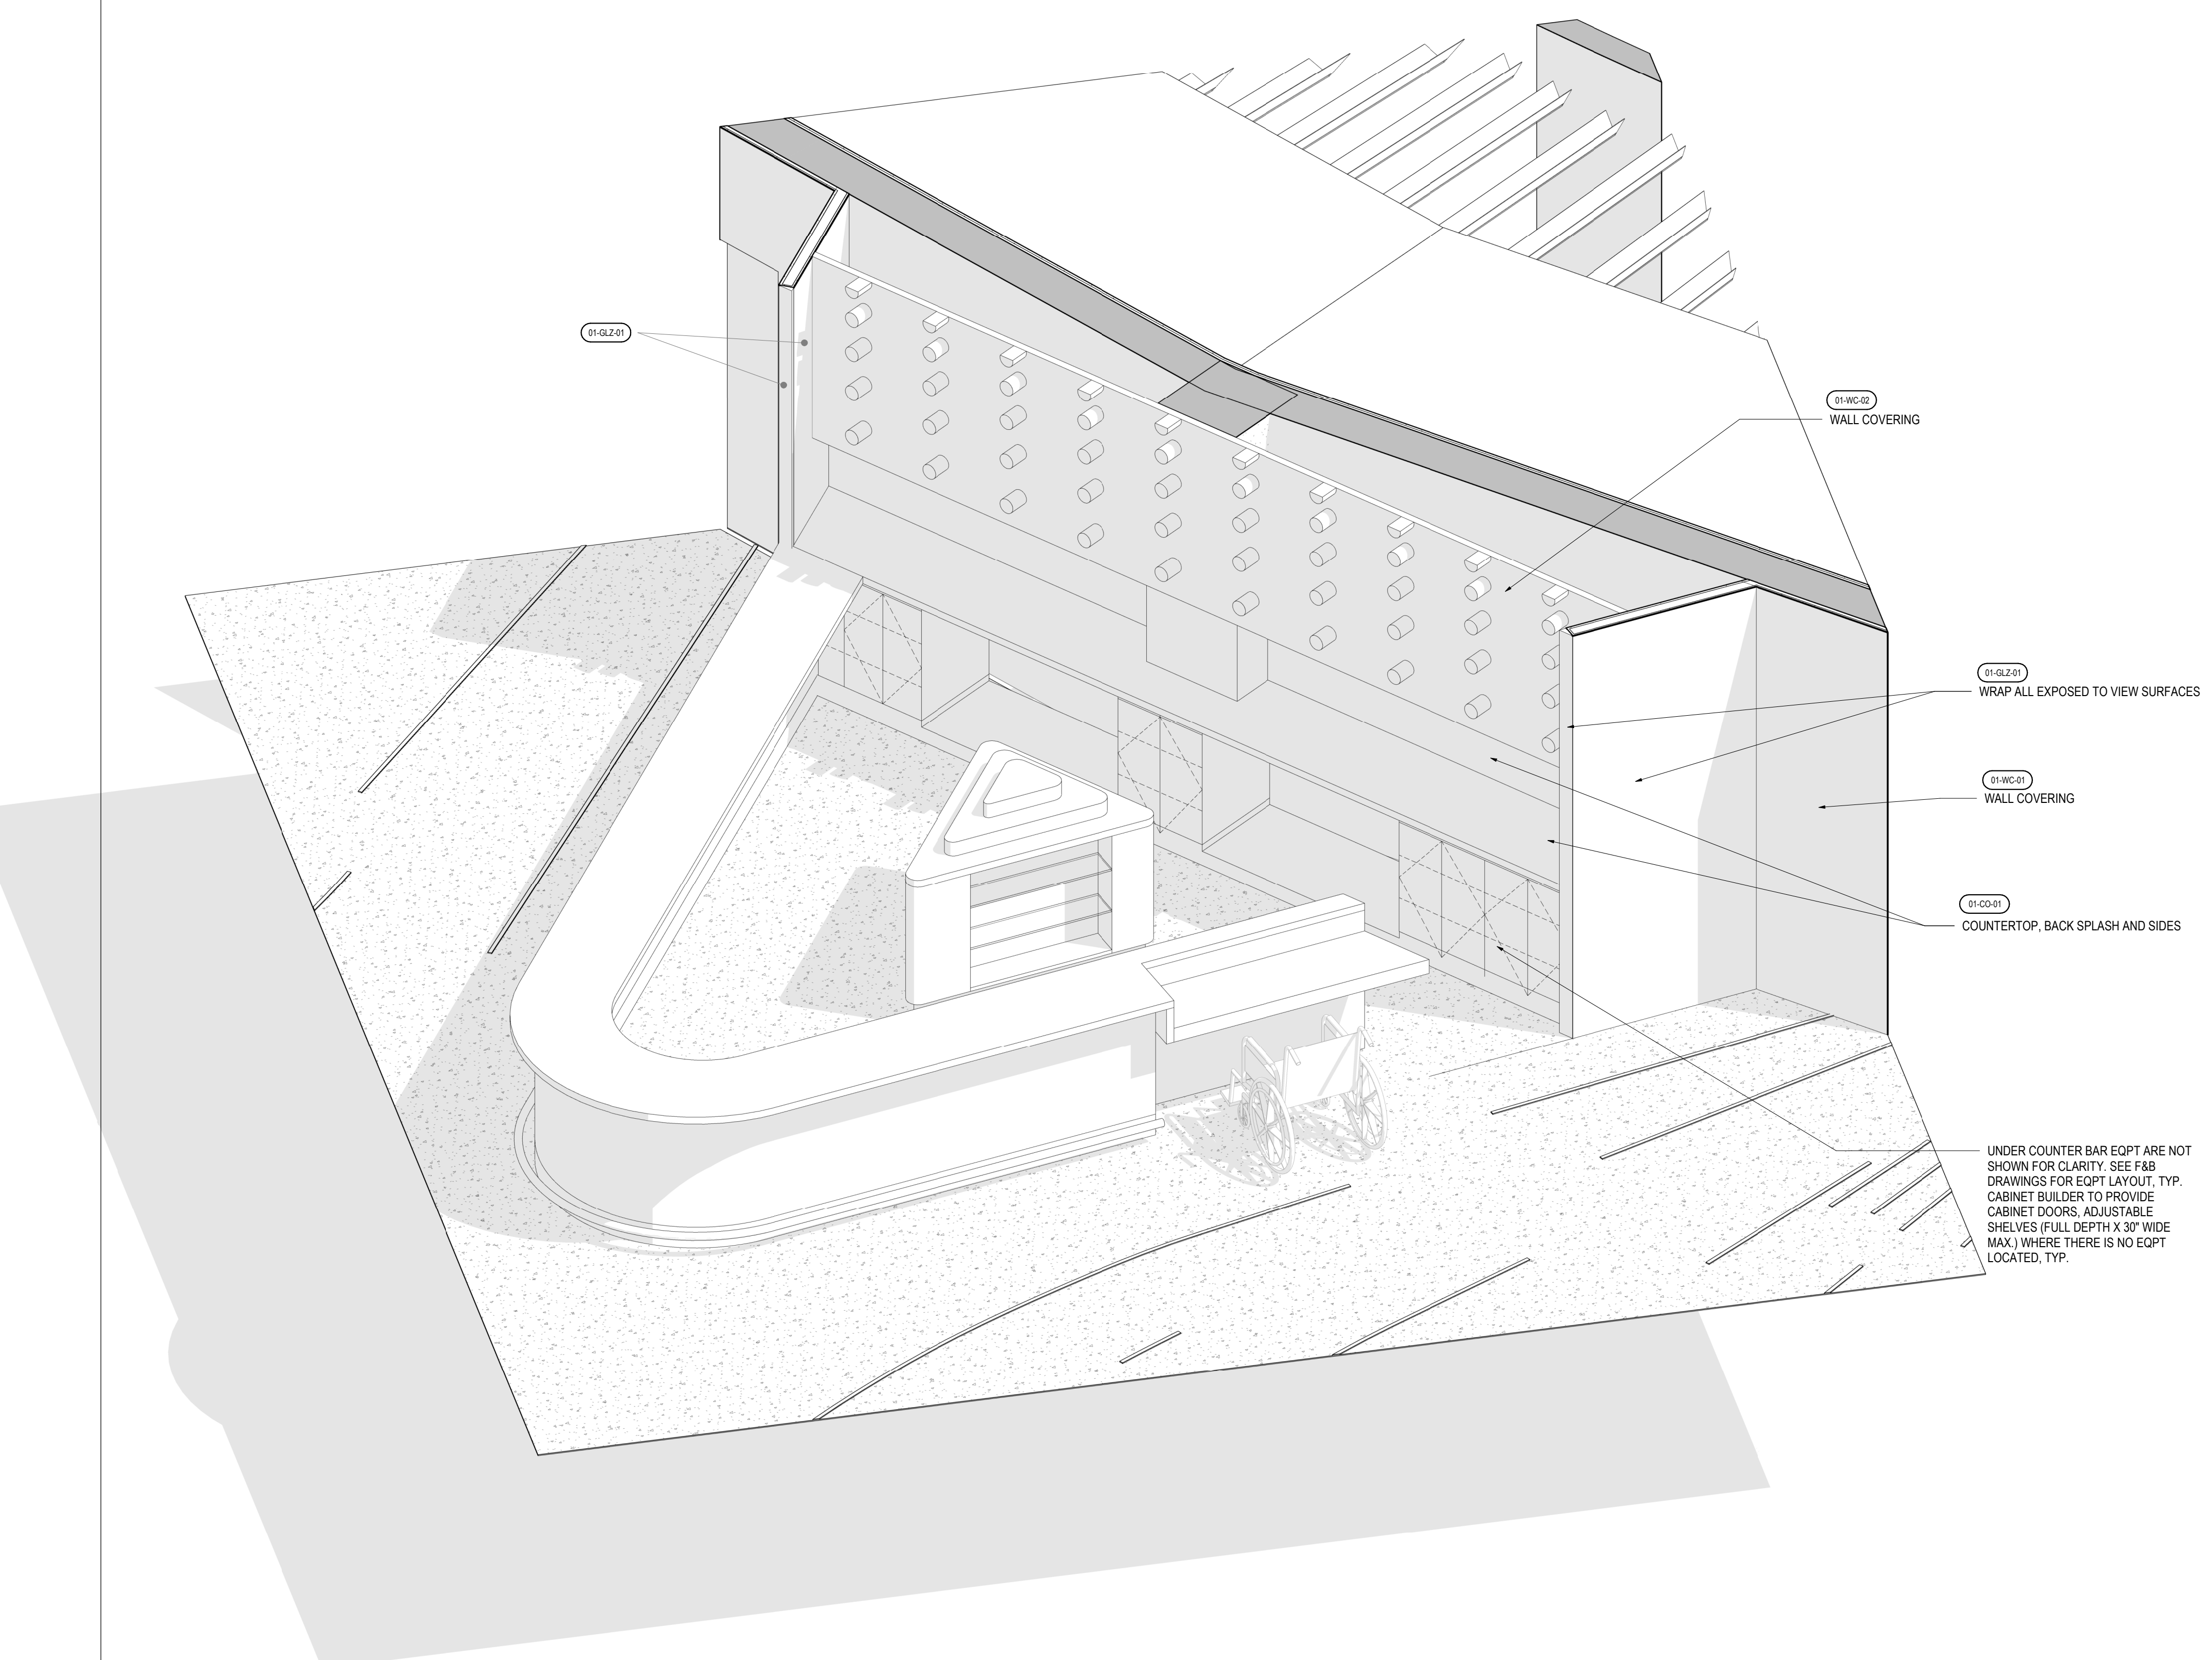 01-GLZ-01
01-WC-02
WALL COVERING
01-GLZ-01
WRAP ALL EXPOSED TO VIEW SURFACES
01-WC-01
WALL COVERING
01-CO-01
COUNTERTOP, BACK SPLASH AND SIDES
UNDER COUNTER BAR EQPT ARE NOT
SHOWN FOR CLARITY. SEE F&B
DRAWINGS FOR EQPT LAYOUT, TYP.
CABINET BUILDER TO PROVIDE
CABINET DOORS, ADJUSTABLE
SHELVES (FULL DEPTH X 30" WIDE
MAX.) WHERE THERE IS NO EQPT
LOCATED, TYP.